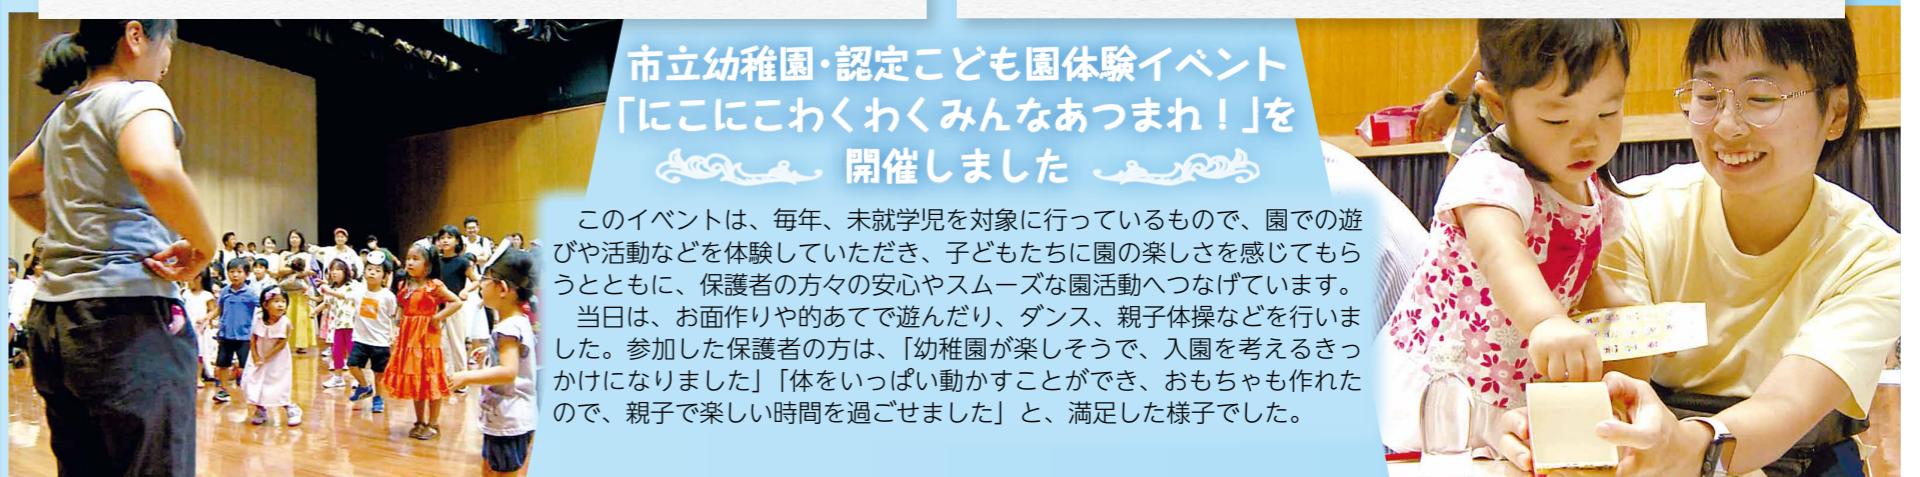 市立幼稚園・認定こども園体験イベント
「にこにこわくわくみんなあつまれ！」を
開催しました
このイベントは、毎年、未就学児を対象に行っているもので、園での遊
びや活動などを体験していただき、子どもたちに園の楽しさを感じてもら
うとともに、保護者の方々の安心やスムーズな園活動へつなげています。
当日は、お面作りや的あてで遊んだり、ダンス、親子体操などを行いま
した。参加した保護者の方は、「幼稚園が楽しそうで、入園を考えるきっ
かけになりました」「体をいっぱい動かすことができ、おもちゃも作れた
ので、親子で楽しい時間を過ごせました」と、満足した様子でした。